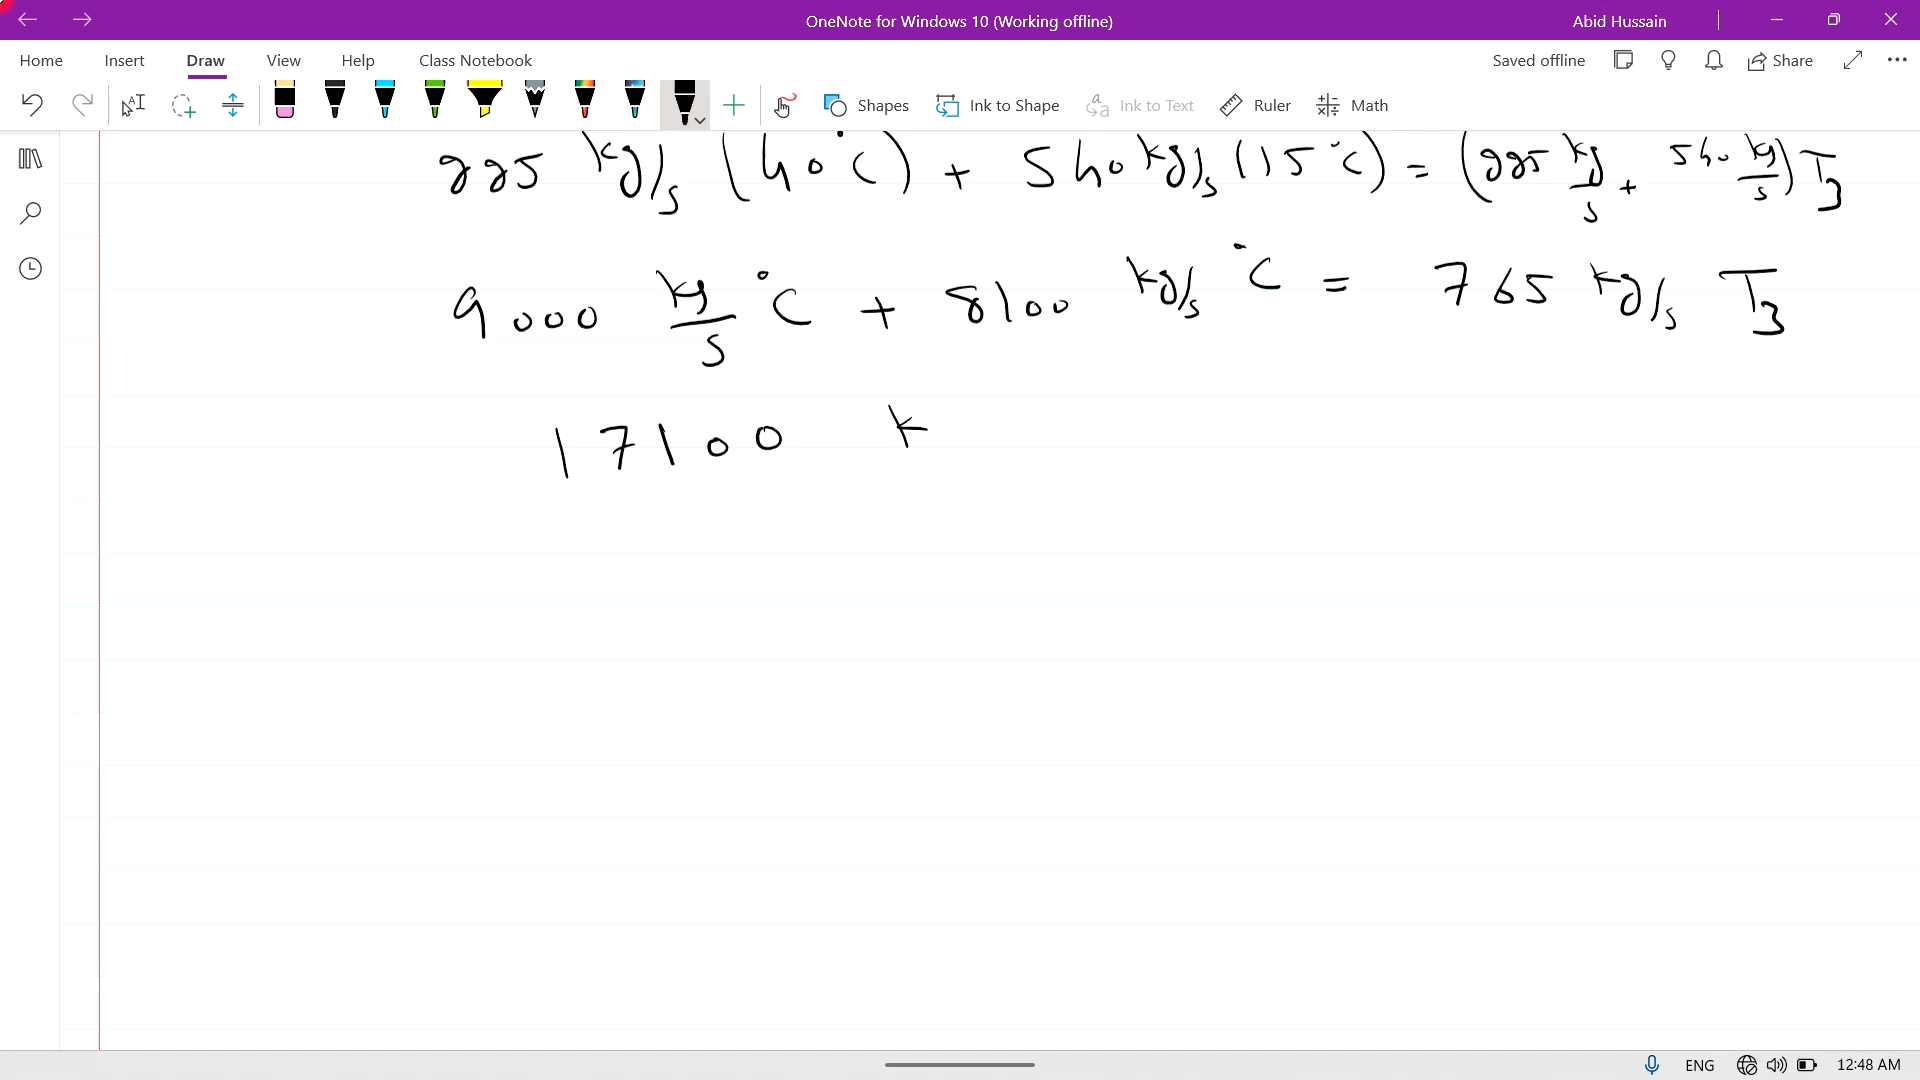 OneNote for Windows 10 (Working offline) Abid Hussain
Home Insert Draw View Help Class Notebook Saved offline Share
Shapes Ink to Shape Ink to Text Ruler Math
225 kg/s (40°C) + 540 kg/s (15°C) = (225 kg/s + 540 kg/s) T3
9000 kg/s °C + 8100 kg/s °C = 765 kg/s T3
17100 k
ENG 12:48 AM